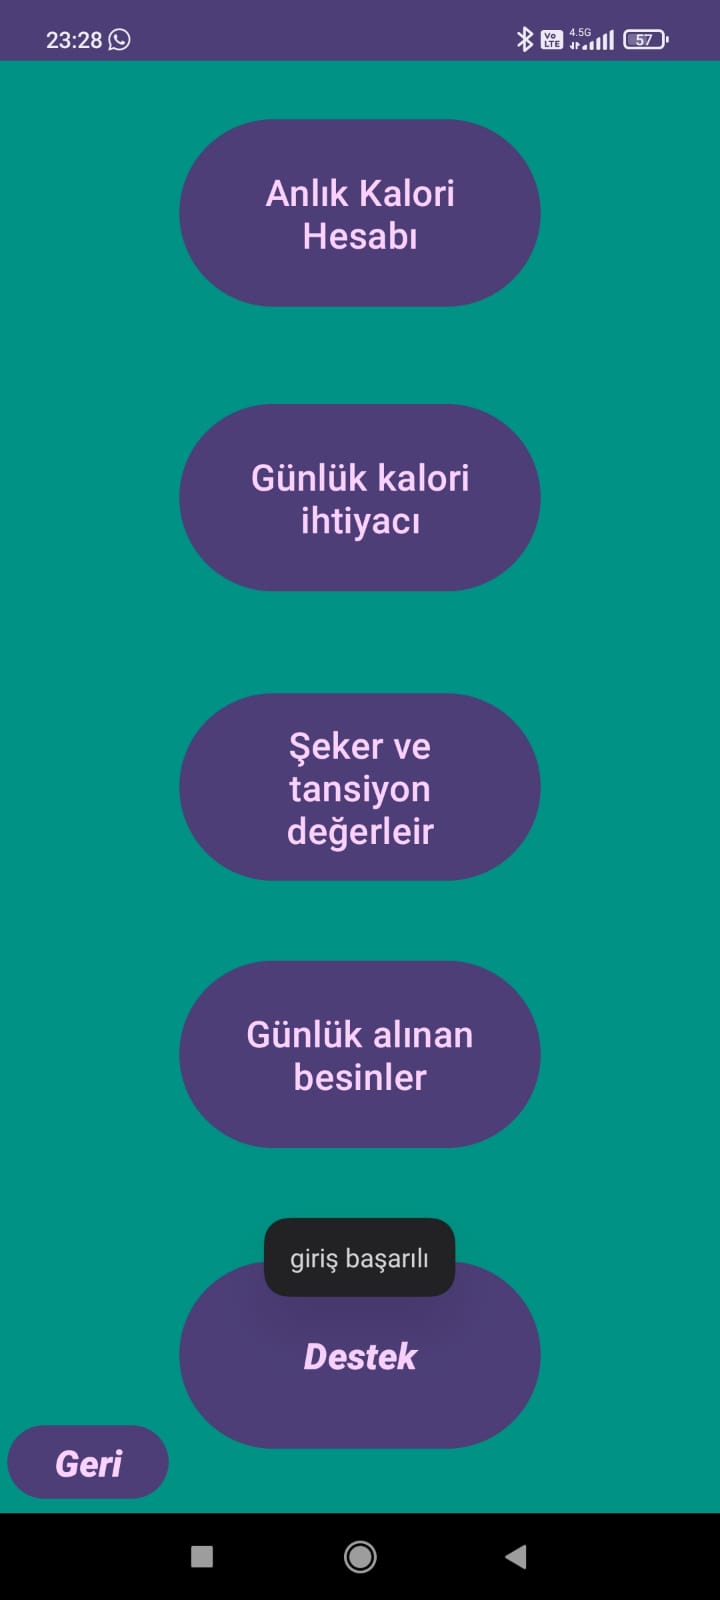 23:28
Vo
LTE
4.5G
57
Anlık Kalori
Hesabı
Günlük kalori
ihtiyacı
Şeker ve
tansiyon
değerleir
Günlük alınan
besinler
giriş başarılı
Destek
Geri